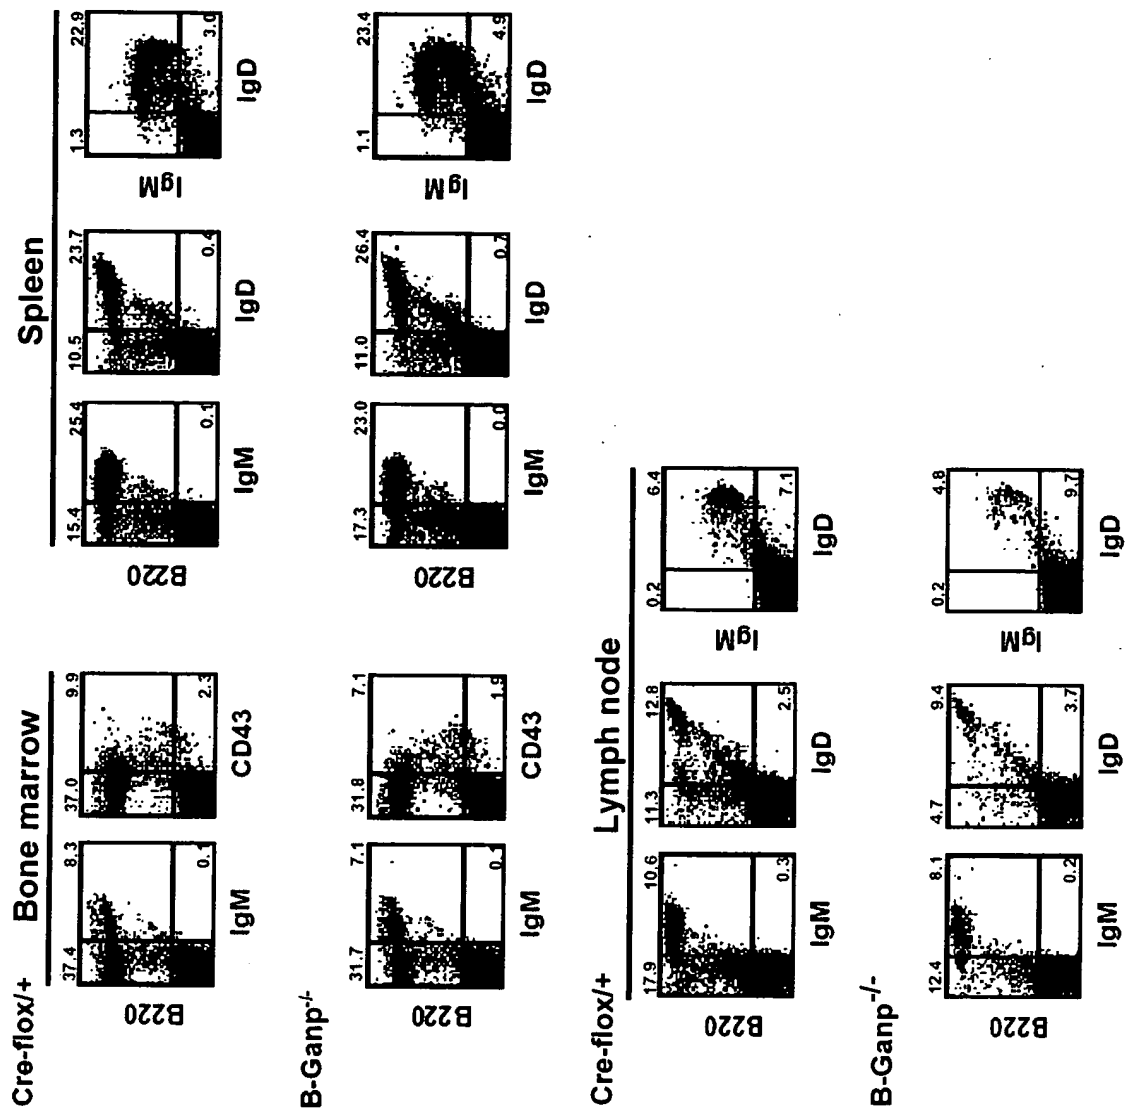 Cre-flox/+ Bone marrow Spleen
37.4 8.3 37.0 9.9 15.4 25.4 10.5 23.7 1.3 22.9
B220 B220 IgM
0.1 2.3 0.1 0.4 3.0
IgM CD43 IgM IgD IgD
B-Ganp-/-
31.7 7.1 31.8 7.1 17.3 23.0 11.0 26.4 1.1 23.4
B220 B220 IgM
0.1 1.9 0.0 0.7 4.9
IgM CD43 IgM IgD IgD
Cre-flox/+ Lymph node
17.9 10.6 11.3 12.8 0.2 6.4
B220 IgM
0.3 2.5 7.1
IgM IgD IgD
B-Ganp-/-
12.4 8.1 4.7 9.4 0.2 4.8
B220 IgM
0.2 3.7 9.7
IgM IgD IgD